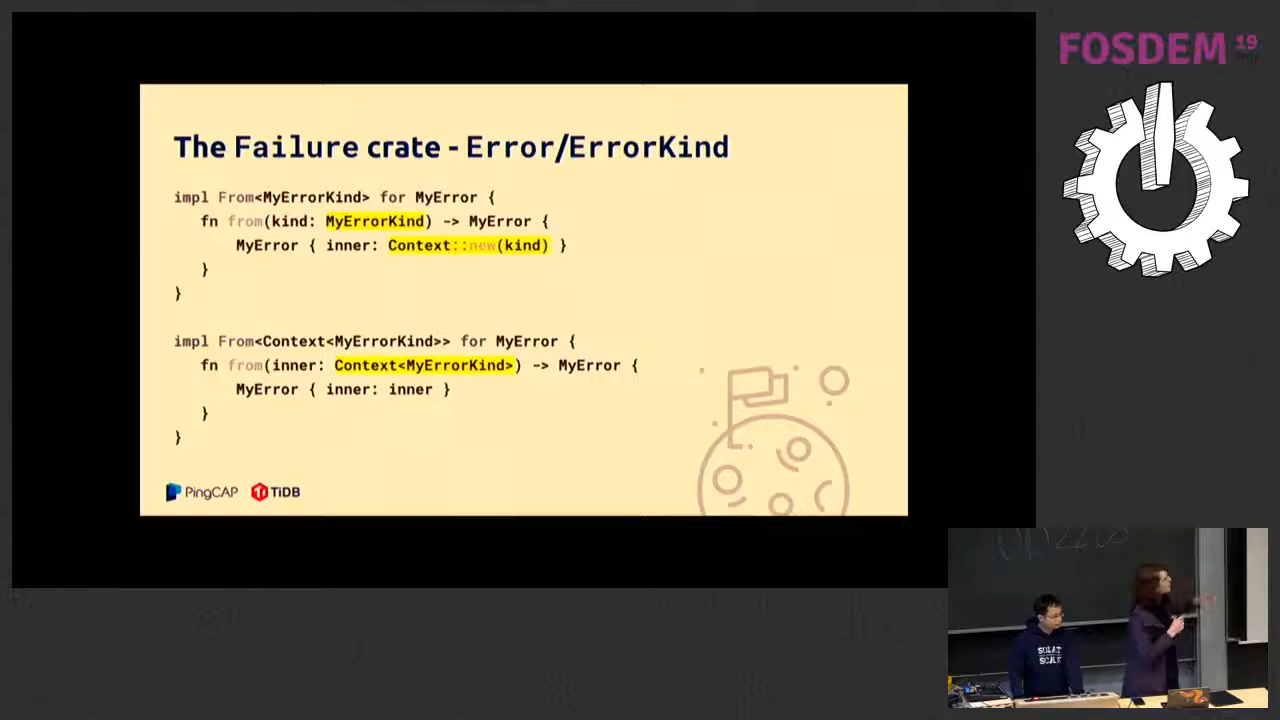 FOSDEM 19
The Failure crate - Error/ErrorKind
impl From<MyErrorKind> for MyError {
fn from(kind: MyErrorKind) -> MyError {
MyError { inner: Context::new(kind) }
}
}
impl From<Context<MyErrorKind>> for MyError {
fn from(inner: Context<MyErrorKind>) -> MyError {
MyError { inner: inner }
}
}
PingCAP TiDB